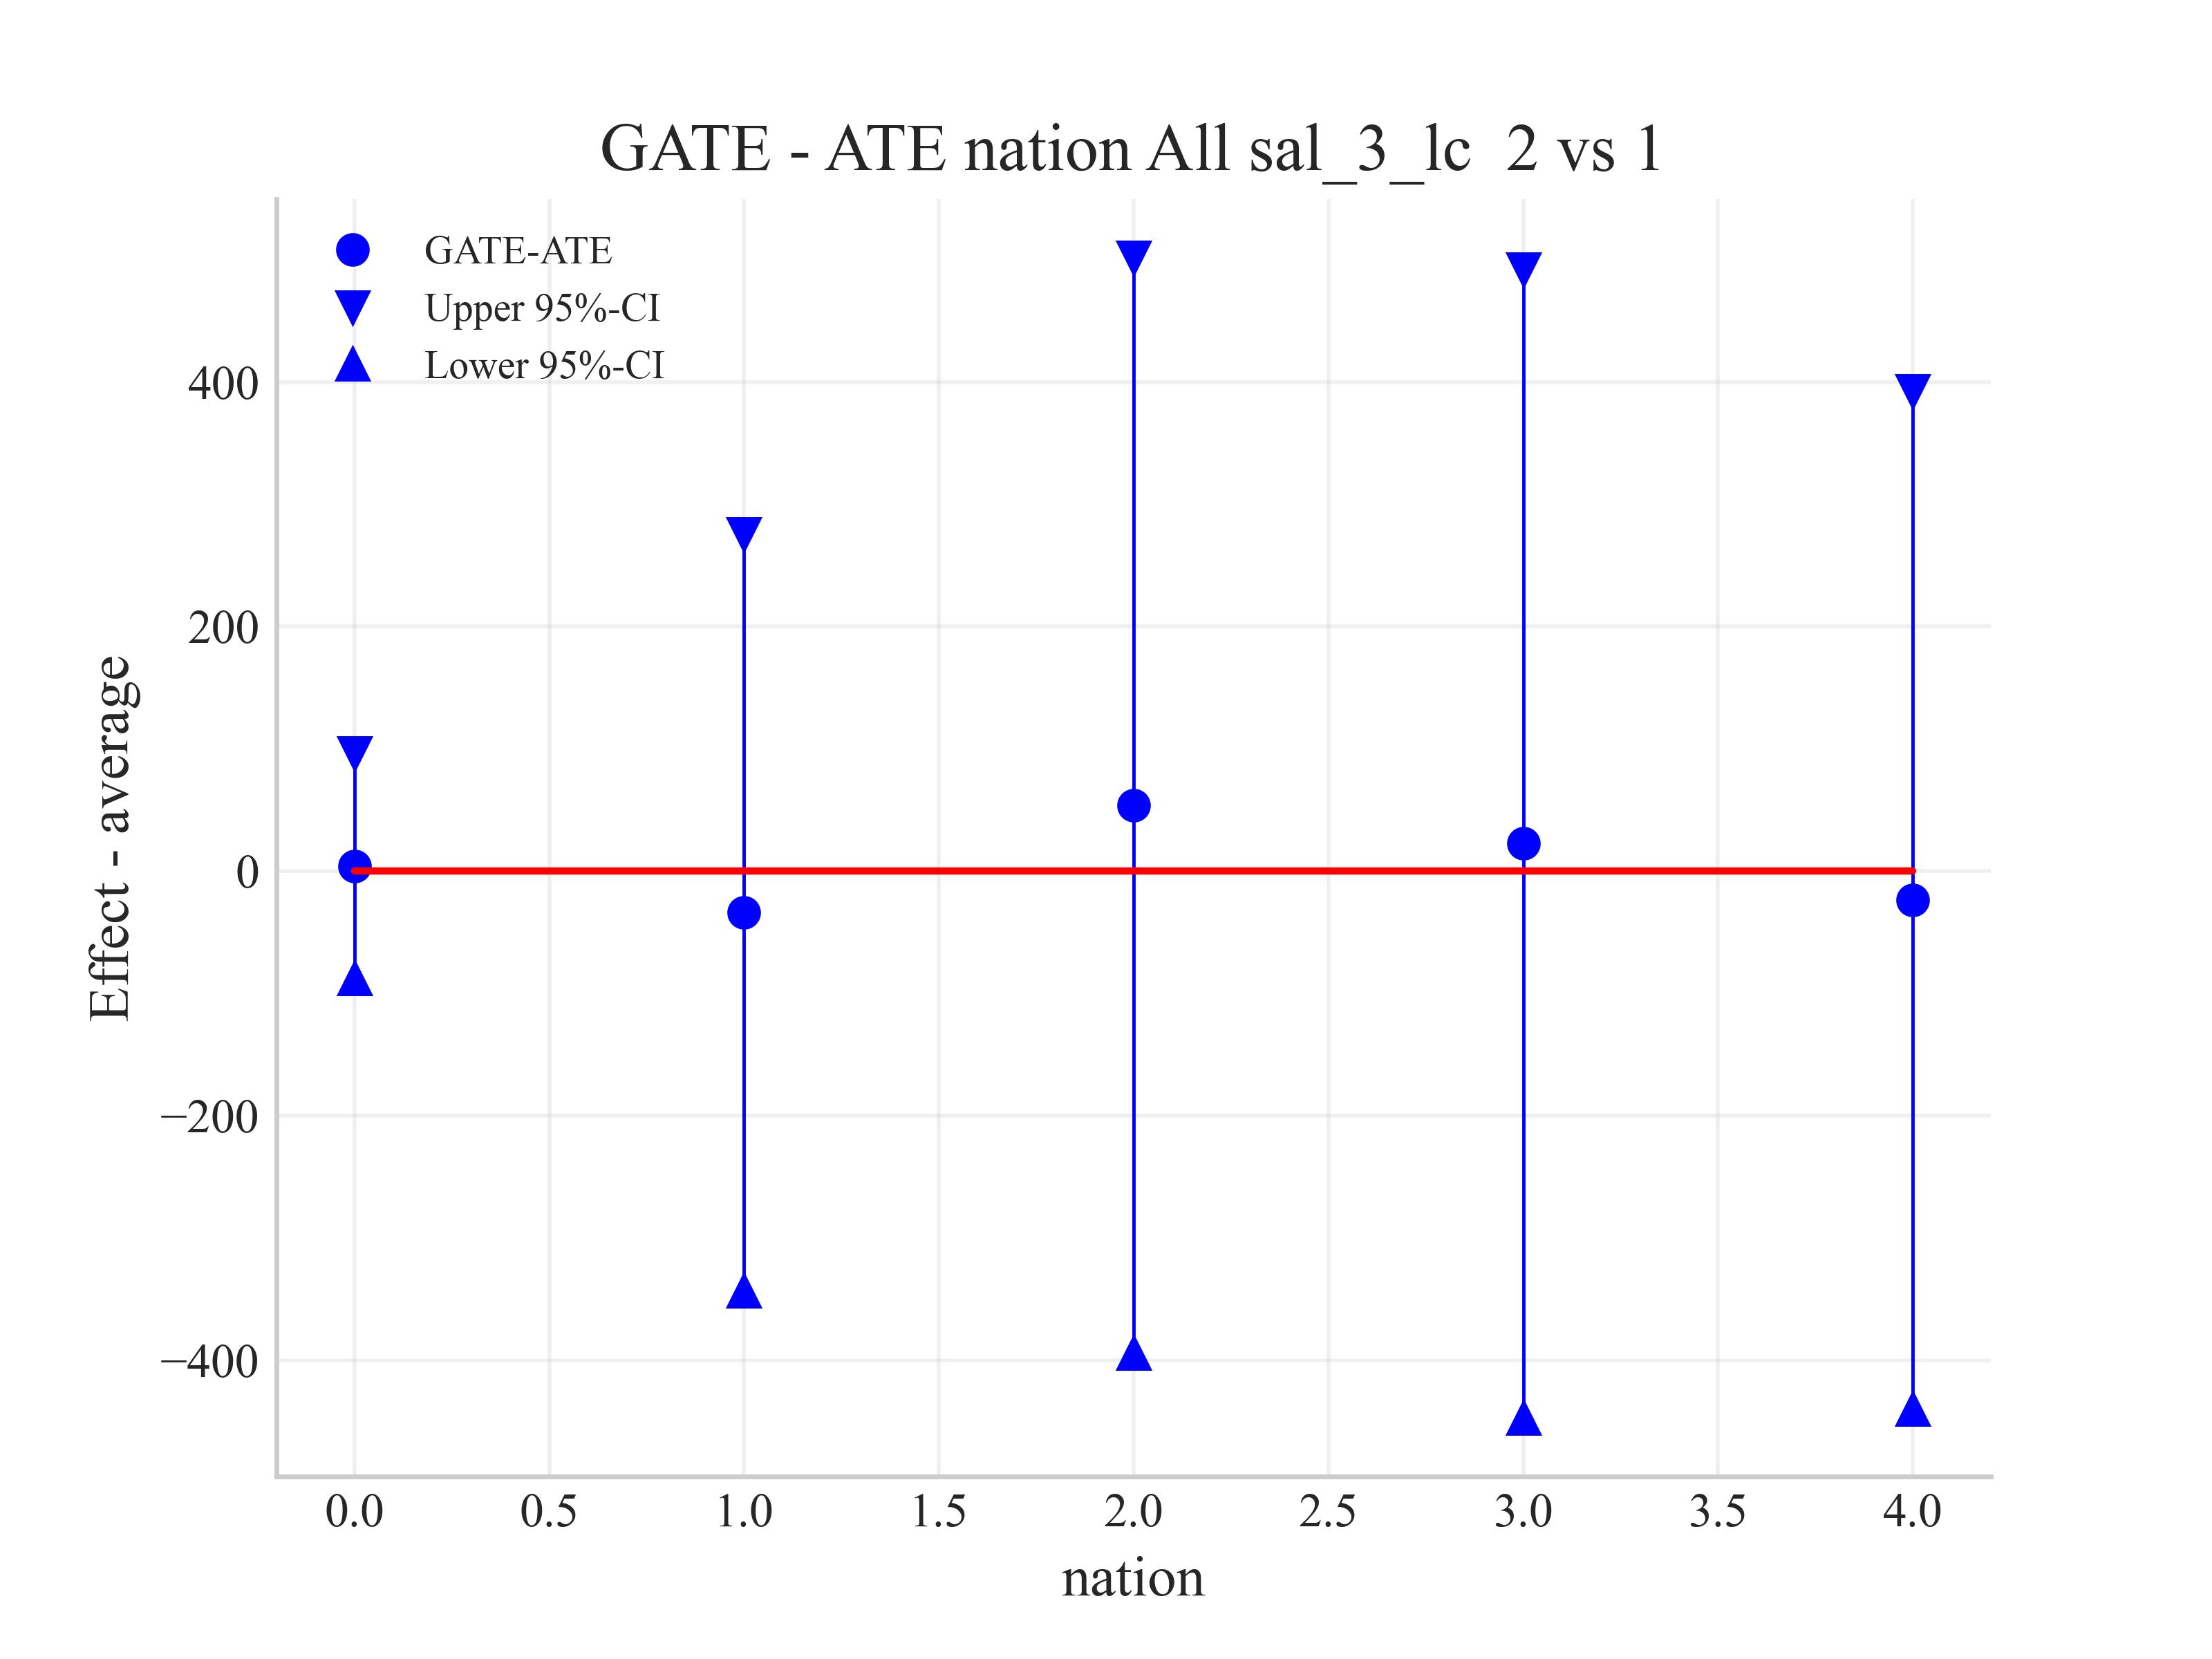 GATE - ATE nation All sal_3_lc 2 vs 1
GATE-ATE
Upper 95%-CI
Lower 95%-CI
Effect - average
400
200
0
−200
−400
0.0 0.5 1.0 1.5 2.0 2.5 3.0 3.5 4.0
nation